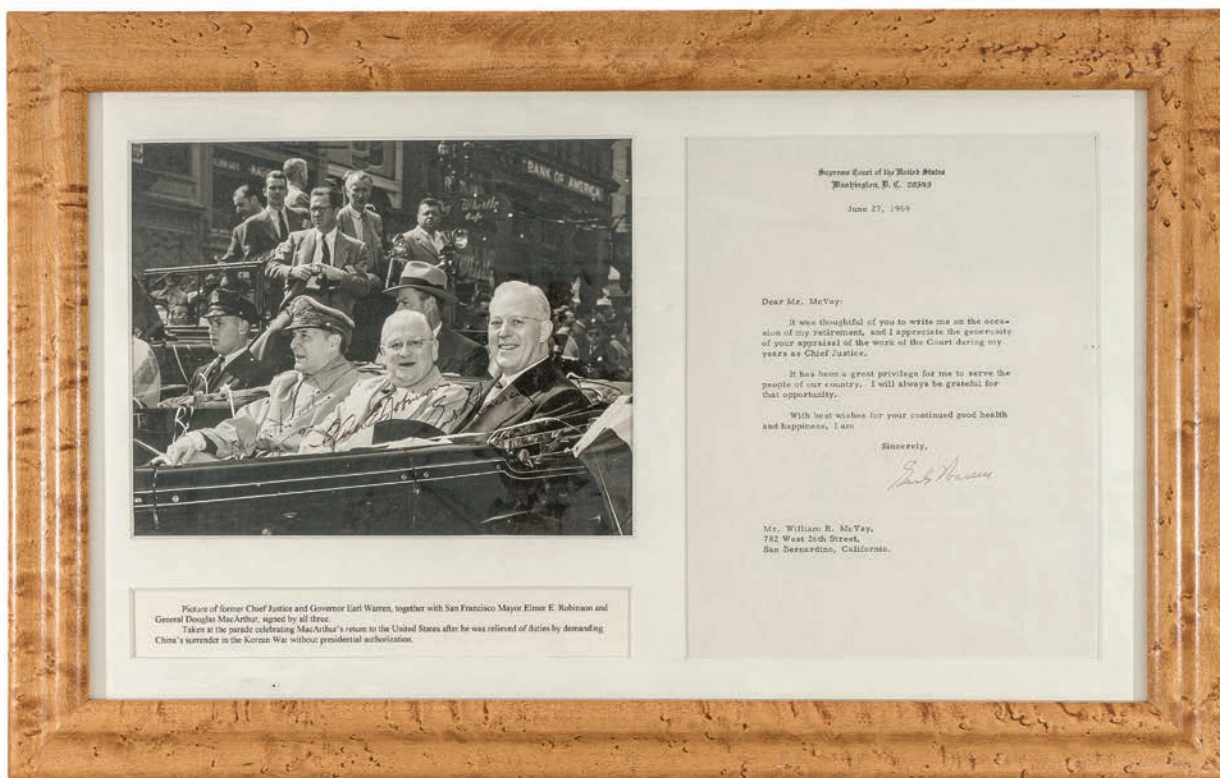 BANK OF AMERICA
Whistle
Elmer E Robinson
Picture of former Chief Justice and Governor Earl Warren, together with San Francisco Mayor Elmer E. Robinson and
General Douglas MacArthur, signed by all three.
Taken at the parade celebrating MacArthur's return to the United States after he was relieved of duties by demanding
China's surrender in the Korean War without presidential authorization.
Supreme Court of the United States
Washington, D. C. 20543
June 27, 1969
Dear Mr. McVay:
It was thoughtful of you to write me on the occa-
sion of my retirement, and I appreciate the generosity
of your appraisal of the work of the Court during my
years as Chief Justice.
It has been a great privilege for me to serve the
people of our country. I will always be grateful for
that opportunity.
With best wishes for your continued good health
and happiness, I am
Sincerely,
Earl Warren
Mr. William R. McVay,
782 West 26th Street,
San Bernardino, California.